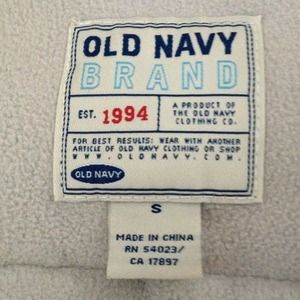 OLD NAVY
BRAND
EST. 1994
A PRODUCT OF
THE OLD NAVY
CLOTHING CO.
FOR BEST RESULTS: WEAR WITH ANOTHER
ARTICLE OF OLD NAVY CLOTHING OR SHOP
WWW.OLDNAVY.COM.
OLD NAVY
S
MADE IN CHINA
RN 54023/
CA 17897